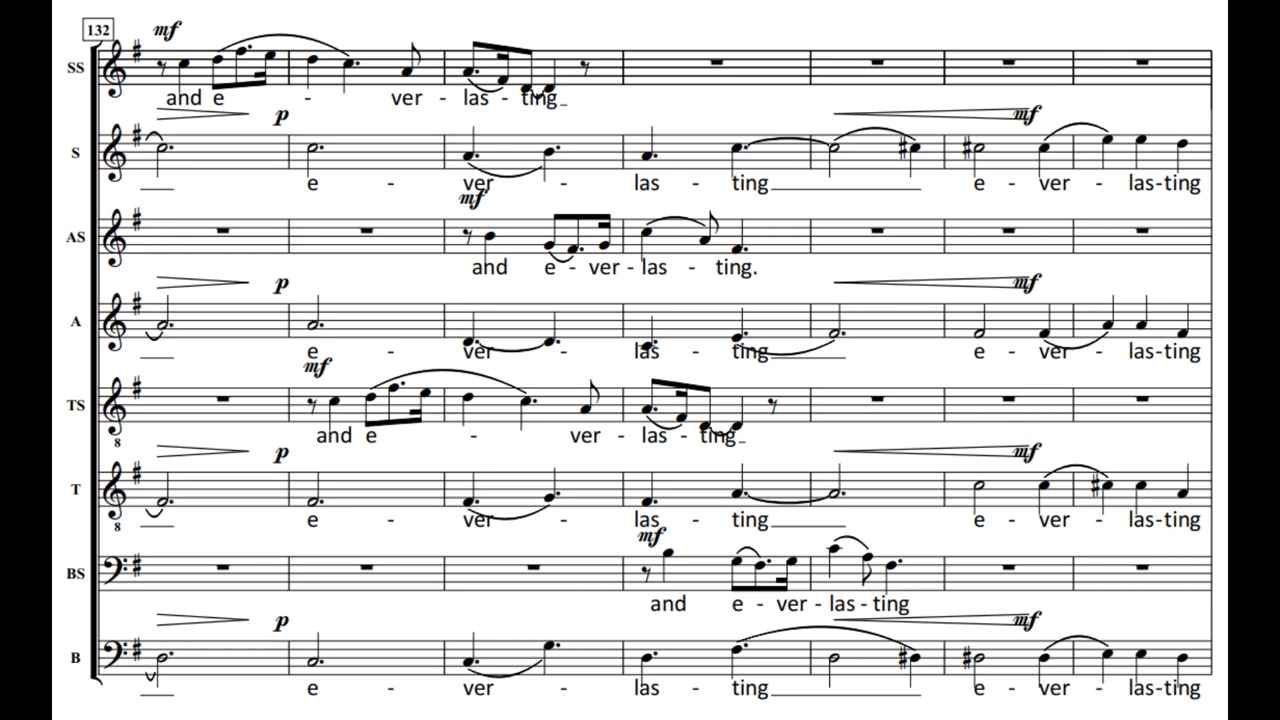 132
mf
SS
and e - ver - las - ting_
p mf
S
e - ver - las - ting e - ver - las-ting
mf
AS
and e - ver - las - ting.
p mf
A
e - ver - las - ting e - ver - las-ting
mf
TS
8
and e - ver - las - ting_
p mf
T
8
e - ver - las - ting e - ver - las-ting
mf
BS
and e - ver - las - ting
p mf
B
e - ver - las - ting e - ver - las-ting